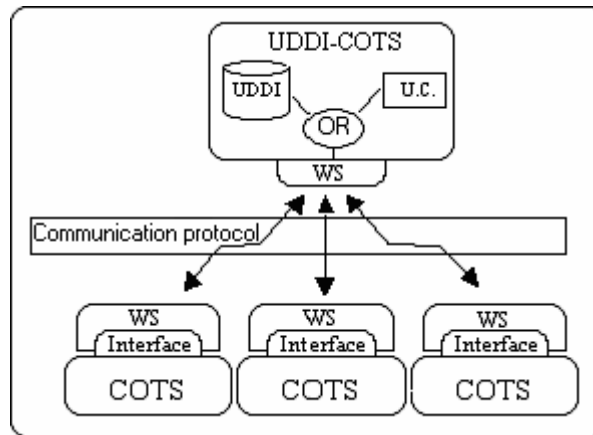 UDDI-COTS
UDDI
U.C.
OR
WS
Communication protocol
WS WS WS
Interface Interface Interface
COTS COTS COTS